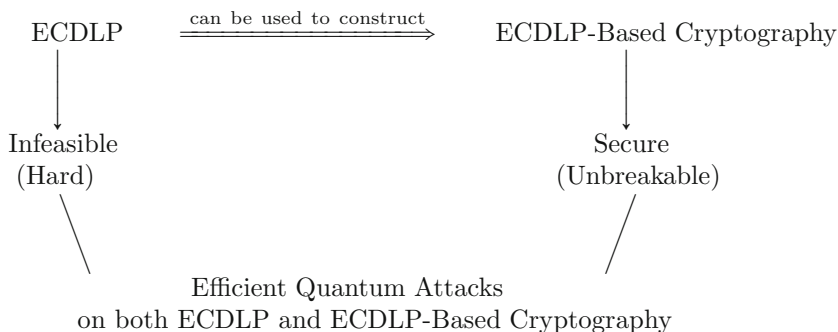 can be used to construct
ECDLP ECDLP-Based Cryptography
Infeasible Secure
(Hard) (Unbreakable)
Efficient Quantum Attacks
on both ECDLP and ECDLP-Based Cryptography